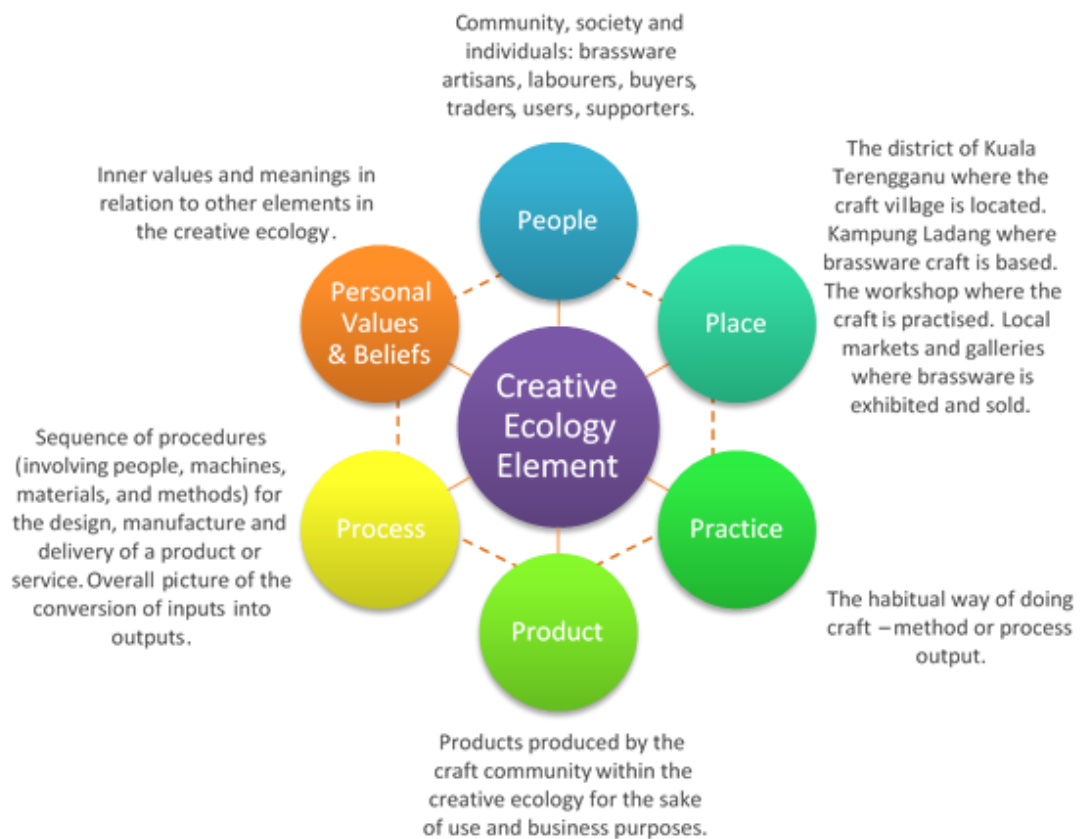 Community, society and
individuals: brassware
artisans, labourers, buyers,
traders, users, supporters.
People
The district of Kuala
Terengganu where the
craft village is located.
Kampung Ladang where
brassware craft is based.
The workshop where the
craft is practised. Local
markets and galleries
where brassware is
exhibited and sold.
Place
The habitual way of doing
craft – method or process
output.
Practice
Products produced by the
craft community within the
creative ecology for the sake
of use and business purposes.
Product
Sequence of procedures
(involving people, machines,
materials, and methods) for
the design, manufacture and
delivery of a product or
service. Overall picture of the
conversion of inputs into
outputs.
Process
Inner values and meanings in
relation to other elements in
the creative ecology.
Personal
Values
& Beliefs
Creative
Ecology
Element